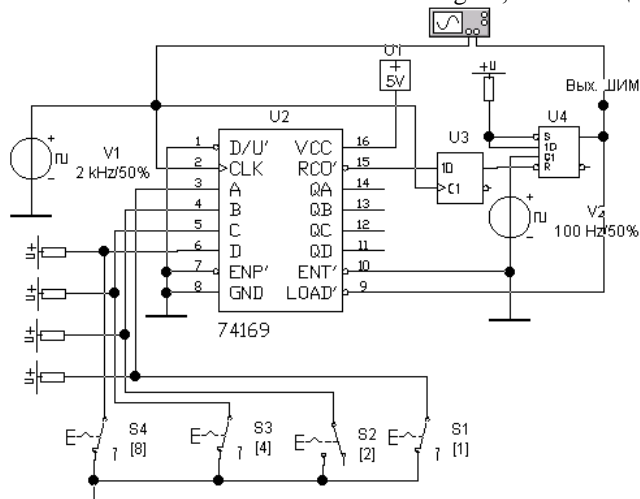 U1
+
5V
+u
Вых. ШИМ
U2
U3
U4
V1
2 kHz/50%
1 D/U' VCC 16
2 CLK RCO' 15
3 A QA 14
4 B QB 13
5 C QC 12
6 D QD 11
7 ENP' ENT' 10
8 GND LOAD' 9
74169
1D
C1
S
1D
C1
R
V2
100 Hz/50%
+u
+u
+u
+u
S4
[8]
S3
[4]
S2
[2]
S1
[1]